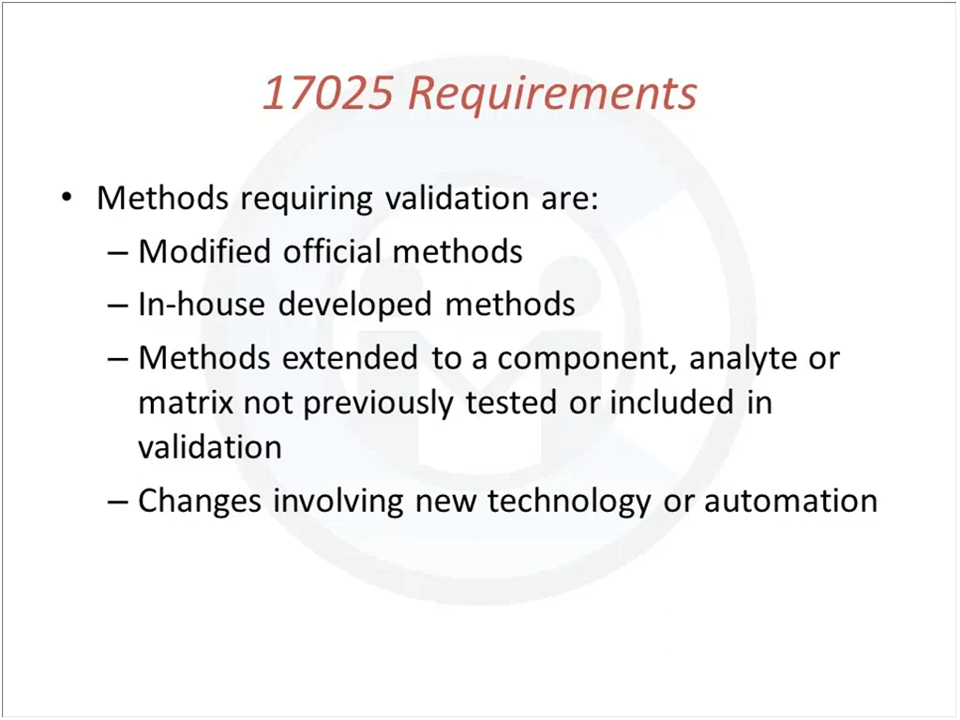 17025 Requirements
• Methods requiring validation are:
– Modified official methods
– In-house developed methods
– Methods extended to a component, analyte or
matrix not previously tested or included in
validation
– Changes involving new technology or automation